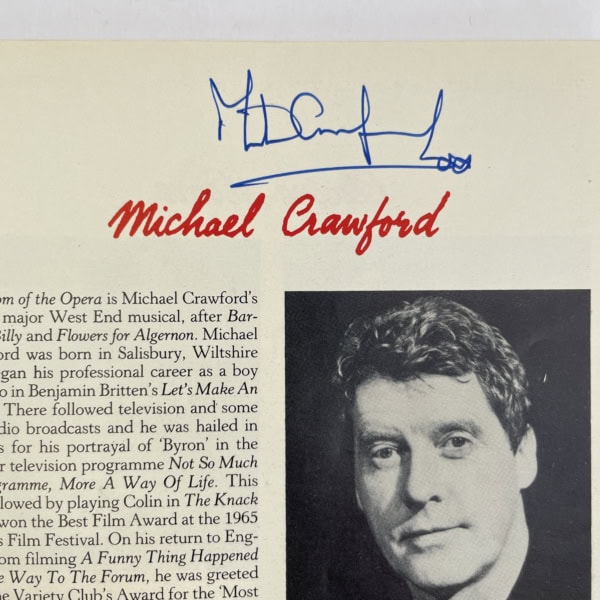 Michael Crawford
om of the Opera is Michael Crawford's
major West End musical, after Bar-
Billy and Flowers for Algernon. Michael
ord was born in Salisbury, Wiltshire
gan his professional career as a boy
o in Benjamin Britten's Let's Make An
There followed television and some
dio broadcasts and he was hailed in
s for his portrayal of 'Byron' in the
r television programme Not So Much
ogramme, More A Way Of Life. This
llowed by playing Colin in The Knack
won the Best Film Award at the 1965
s Film Festival. On his return to Eng-
om filming A Funny Thing Happened
e Way To The Forum, he was greeted
e Variety Club's Award for the 'Most